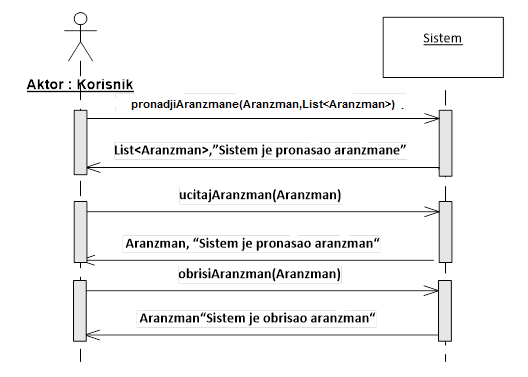 Sistem
Aktor : Korisnik
pronadjiAranzmane(Aranzman,List<Aranzman>) .
List<Aranzman>,”Sistem je pronasao aranzmane”
ucitajAranzman(Aranzman)
Aranzman, “Sistem je pronasao aranzman“
obrisiAranzman(Aranzman)
Aranzman“Sistem je obrisao aranzman“